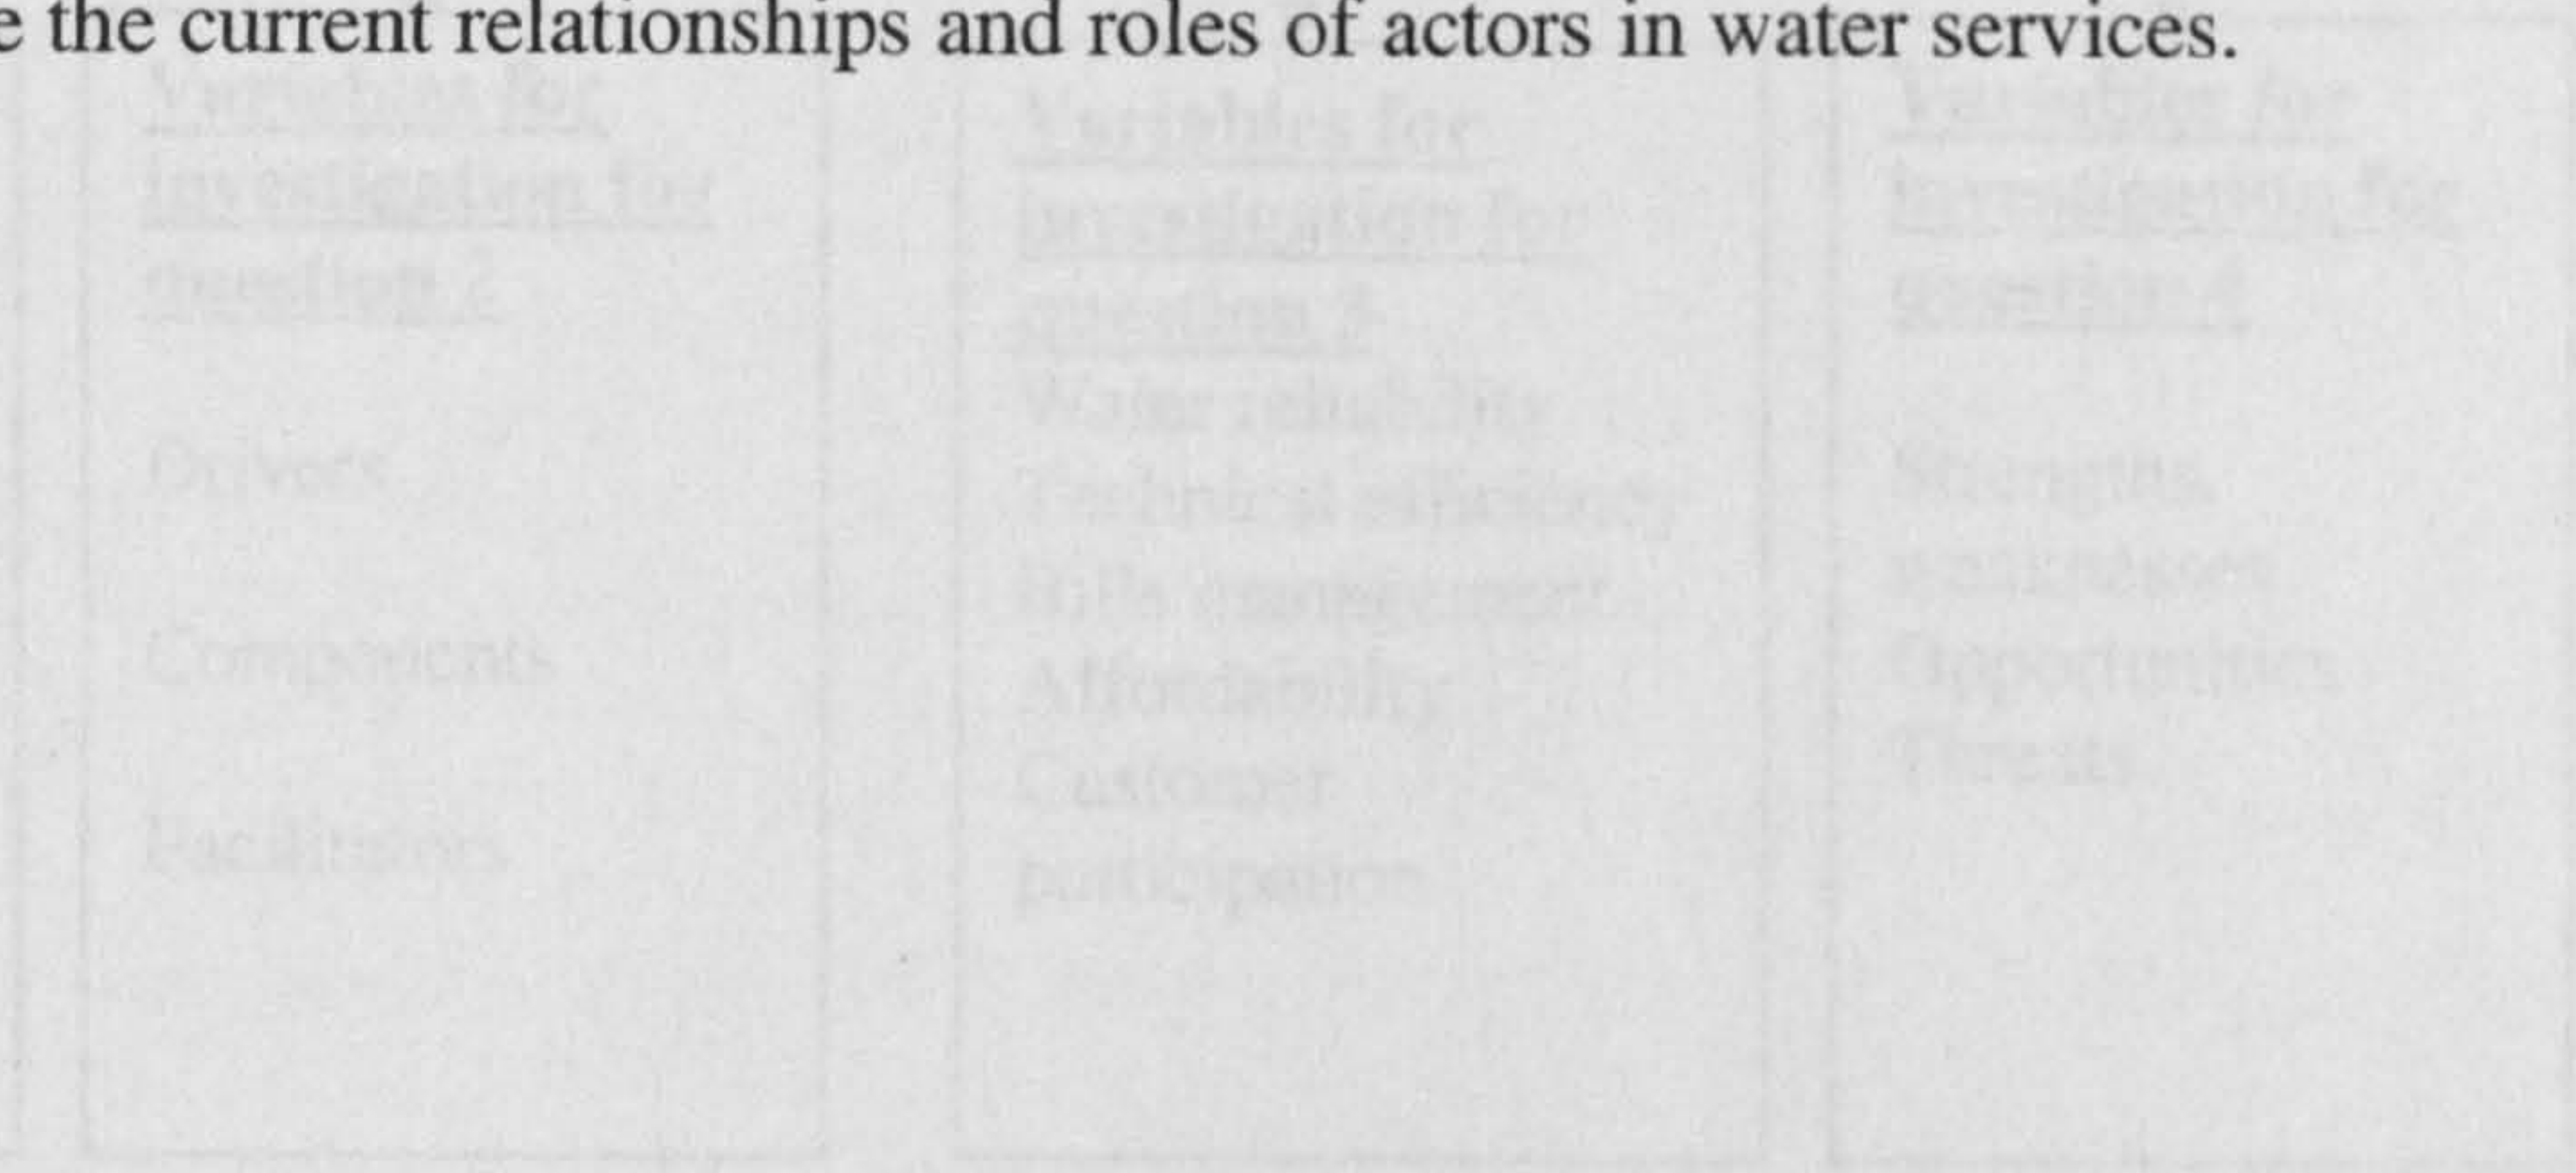 e the current relationships and roles of actors in water services.
Variables for
investigation for
question 2
Drivers
Components
Facilitators
Variables for
investigation for
question 3
Water reliability
Technical efficiency
Bills management
Affordability
Customer
participation
Variables for
investigation for
question 4
Strengths
weaknesses
Opportunities
Threats